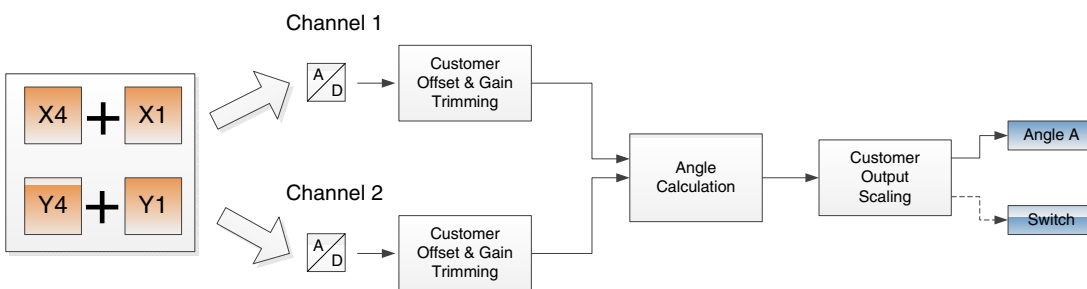 Channel 1
A
D
Customer
Offset & Gain
Trimming
X4 + X1
Y4 + Y1
Channel 2
A
D
Customer
Offset & Gain
Trimming
Angle
Calculation
Customer
Output
Scaling
Angle A
Switch